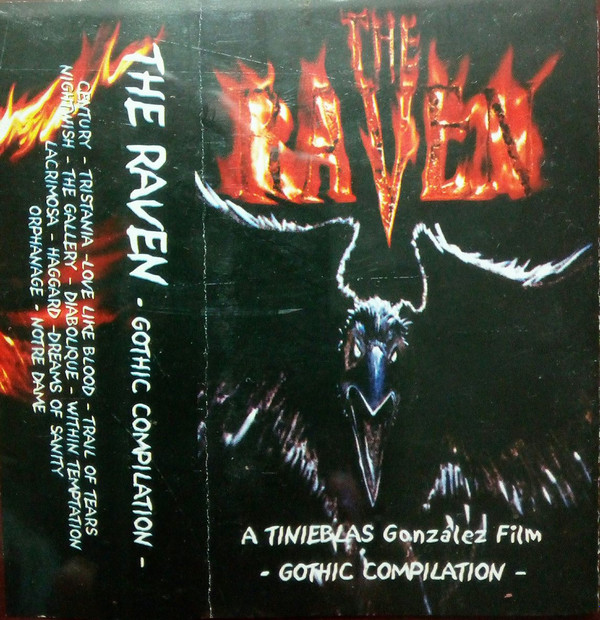 THE
RAVEN
A TINIEBLAS González Film
- GOTHIC COMPILATION -
THE RAVEN - GOTHIC COMPILATION -
CENTURY - TRISTANIA -LOVE LIKE BLOOD - TRAIL OF TEARS
NIGHTWISH - THE GALLERY - DIABOLIQUE - WITHIN TEMPTATION
LACRIMOSA - HAGGARD -DREAMS OF SANITY
ORPHANAGE - NOTRE DAME